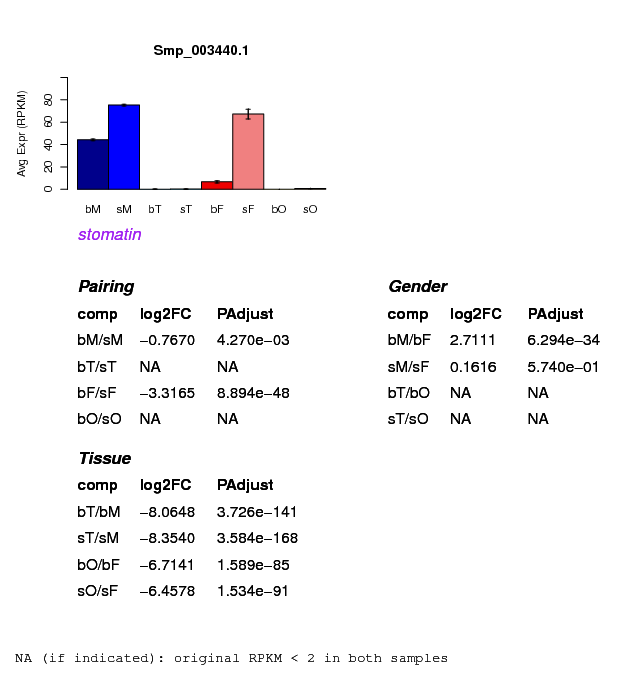 Smp_003440.1
Avg Expr (RPKM)
0 20 40 60 80
bM sM bT sT bF sF bO sO
stomatin
Pairing
comp log2FC PAdjust
bM/sM −0.7670 4.270e−03
bT/sT NA NA
bF/sF −3.3165 8.894e−48
bO/sO NA NA
Gender
comp log2FC PAdjust
bM/bF 2.7111 6.294e−34
sM/sF 0.1616 5.740e−01
bT/bO NA NA
sT/sO NA NA
Tissue
comp log2FC PAdjust
bT/bM −8.0648 3.726e−141
sT/sM −8.3540 3.584e−168
bO/bF −6.7141 1.589e−85
sO/sF −6.4578 1.534e−91
NA (if indicated): original RPKM < 2 in both samples